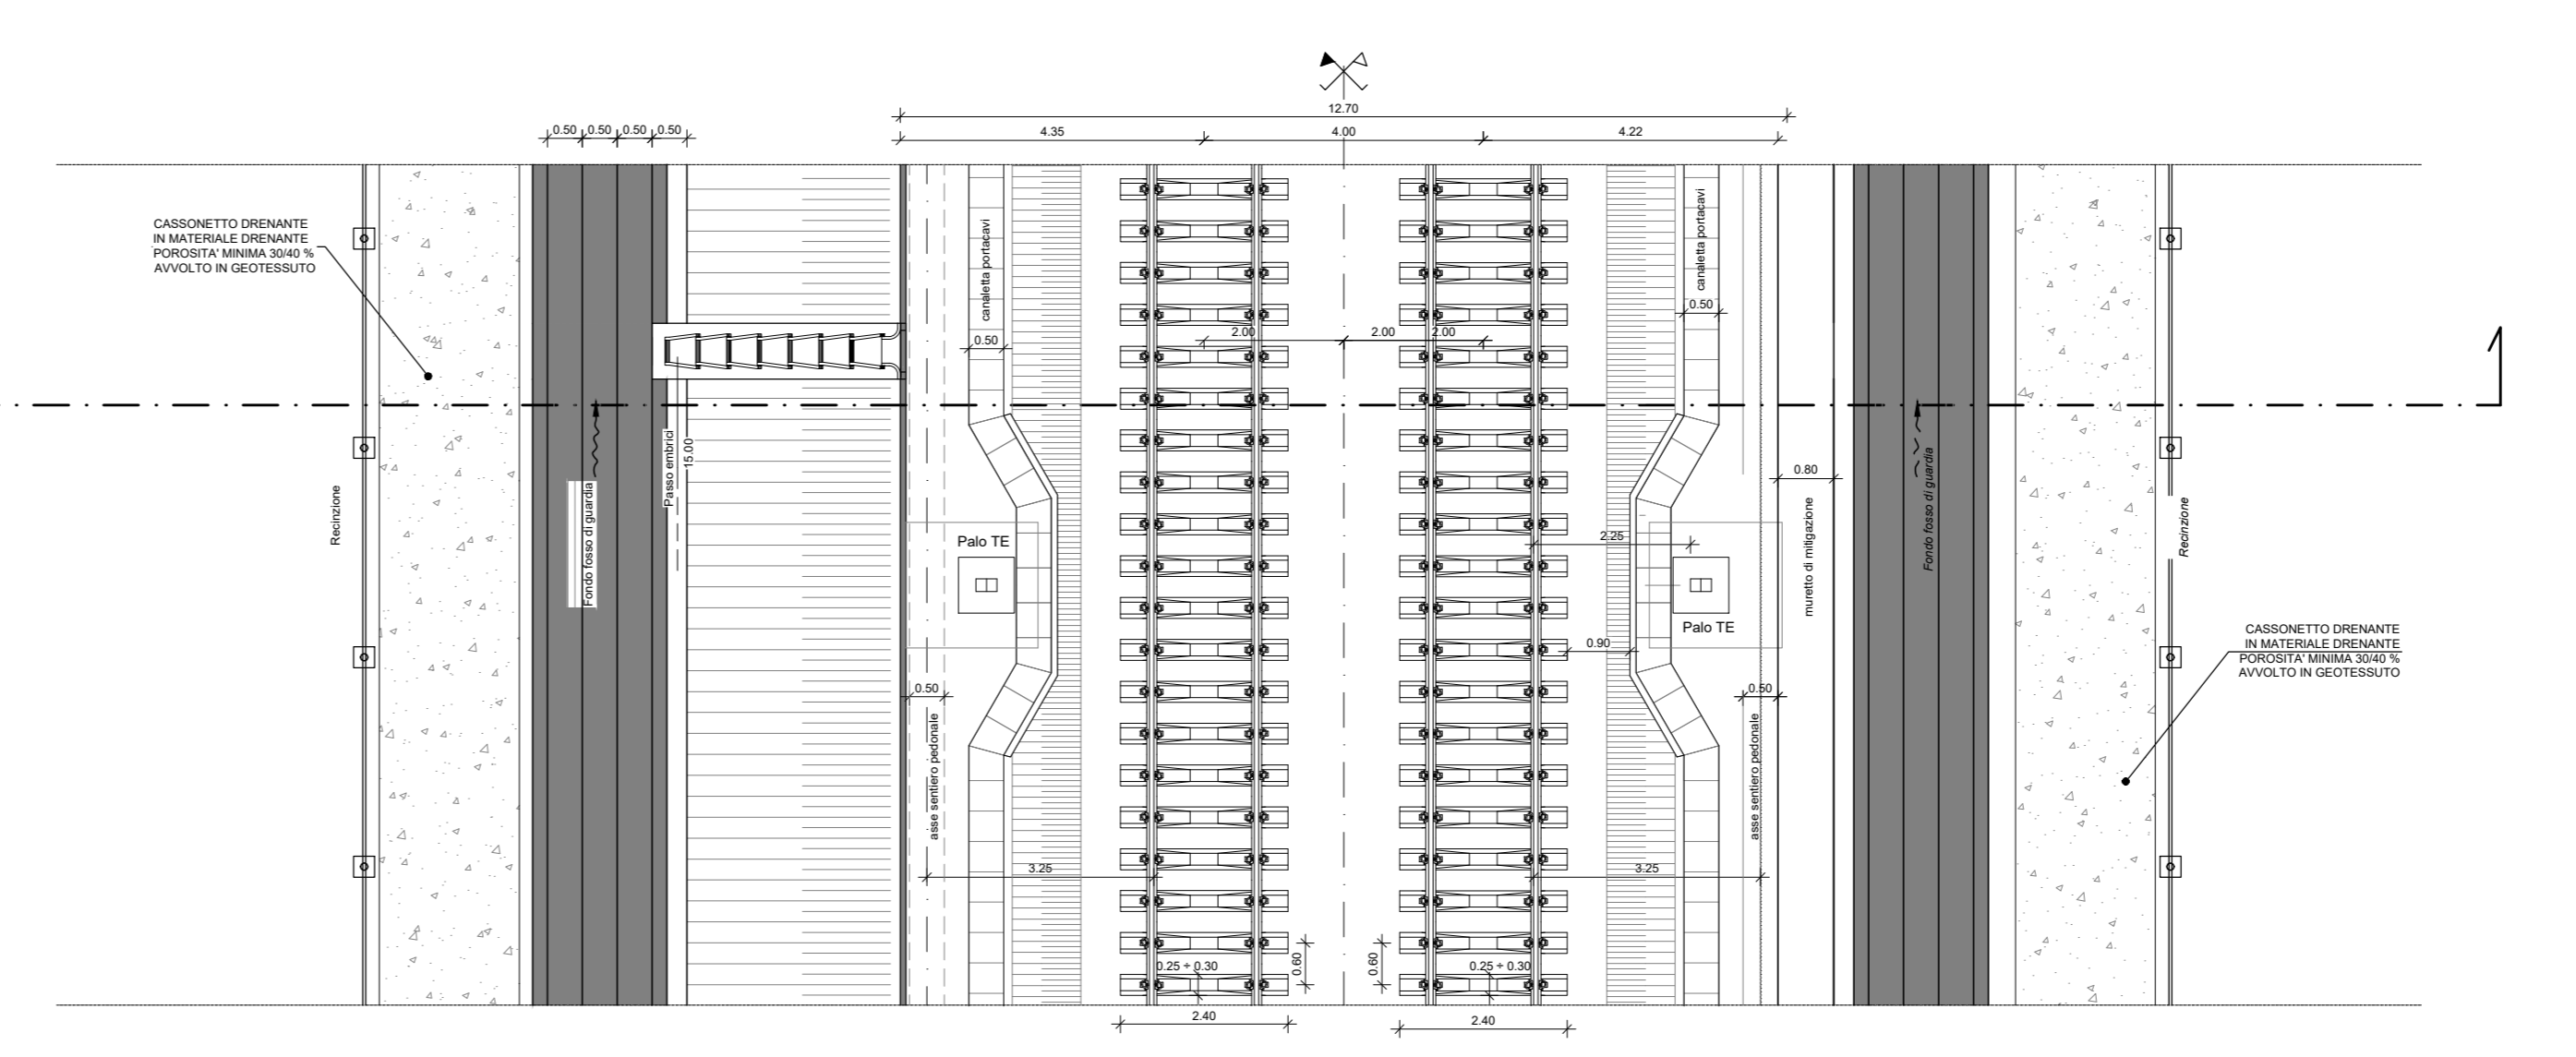 12.70
0.50 0.50 0.50 0.50
4.35 4.00 4.22
CASSONETTO DRENANTE
IN MATERIALE DRENANTE
POROSITA' MINIMA 30/40 %
AVVOLTO IN GEOTESSUTO
canaletta portacavi
canaletta portacavi
0.50
0.50
2.00 2.00 2.00
Recinzione
Fondo fosso di guardia
Passo embrici
15.00
Palo TE
2.25
0.80
muretto di mitigazione
Fondo fosso di guardia
Recinzione
Palo TE
0.90
CASSONETTO DRENANTE
IN MATERIALE DRENANTE
POROSITA' MINIMA 30/40 %
AVVOLTO IN GEOTESSUTO
0.50
0.50
asse sentiero pedonale
asse sentiero pedonale
3.25
3.25
0.60
0.60
0.25 ÷ 0.30
0.25 ÷ 0.30
2.40
2.40